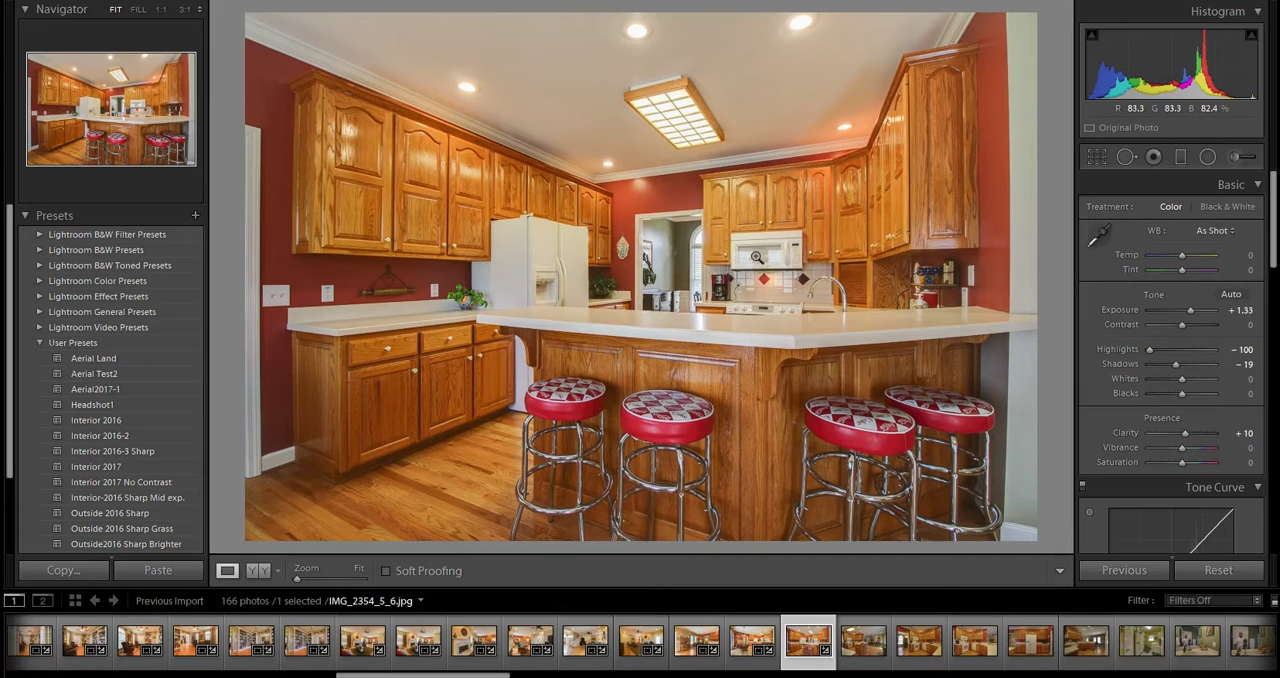 Navigator FIT FILL 1:1 3:1
Presets +
Lightroom B&W Filter Presets
Lightroom B&W Presets
Lightroom B&W Toned Presets
Lightroom Color Presets
Lightroom Effect Presets
Lightroom General Presets
Lightroom Video Presets
User Presets
Aerial Land
Aerial Test2
Aerial2017-1
Headshot1
Interior 2016
Interior 2016-2
Interior 2016-3 Sharp
Interior 2017
Interior 2017 No Contrast
Interior-2016 Sharp Mid exp.
Outside 2016 Sharp
Outside 2016 Sharp Grass
Outside2016 Sharp Brighter
Copy... Paste
Histogram
R 83.3 G 83.3 B 82.4 %
Original Photo
Basic
Treatment : Color Black & White
WB : As Shot
Temp 0
Tint 0
Tone Auto
Exposure + 1.33
Contrast 0
Highlights − 100
Shadows − 19
Whites 0
Blacks 0
Presence
Clarity + 10
Vibrance 0
Saturation 0
Tone Curve
Previous Reset
Y Y Zoom Fit Soft Proofing
1 2 Previous Import 166 photos / 1 selected / IMG_2354_5_6.jpg Filter : Filters Off